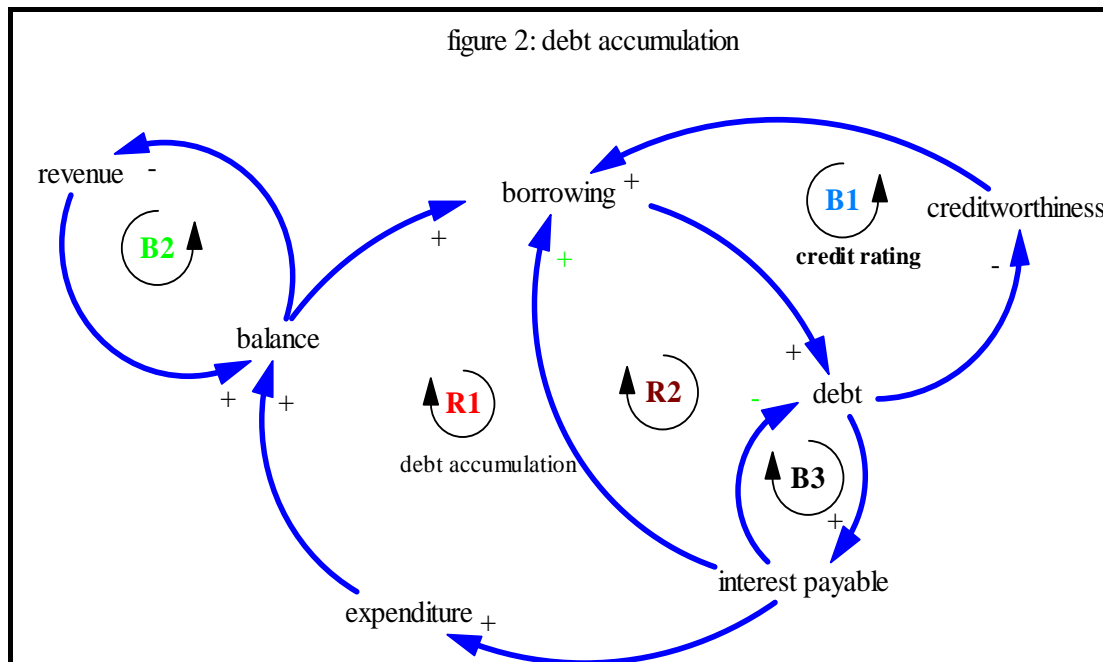 figure 2: debt accumulation
revenue
-
borrowing
+
B1
creditworthiness
B2
+
credit rating
-
balance
+
debt
+
+
R1
R2
-
debt accumulation
B3
+
+
interest payable
expenditure
+
+